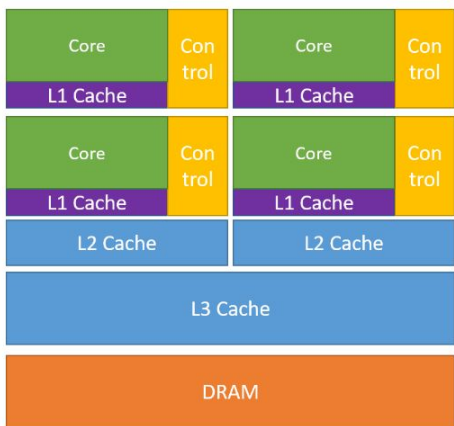 Core
Con
trol
Core
Con
trol
L1 Cache
L1 Cache
Core
Con
trol
Core
Con
trol
L1 Cache
L1 Cache
L2 Cache
L2 Cache
L3 Cache
DRAM